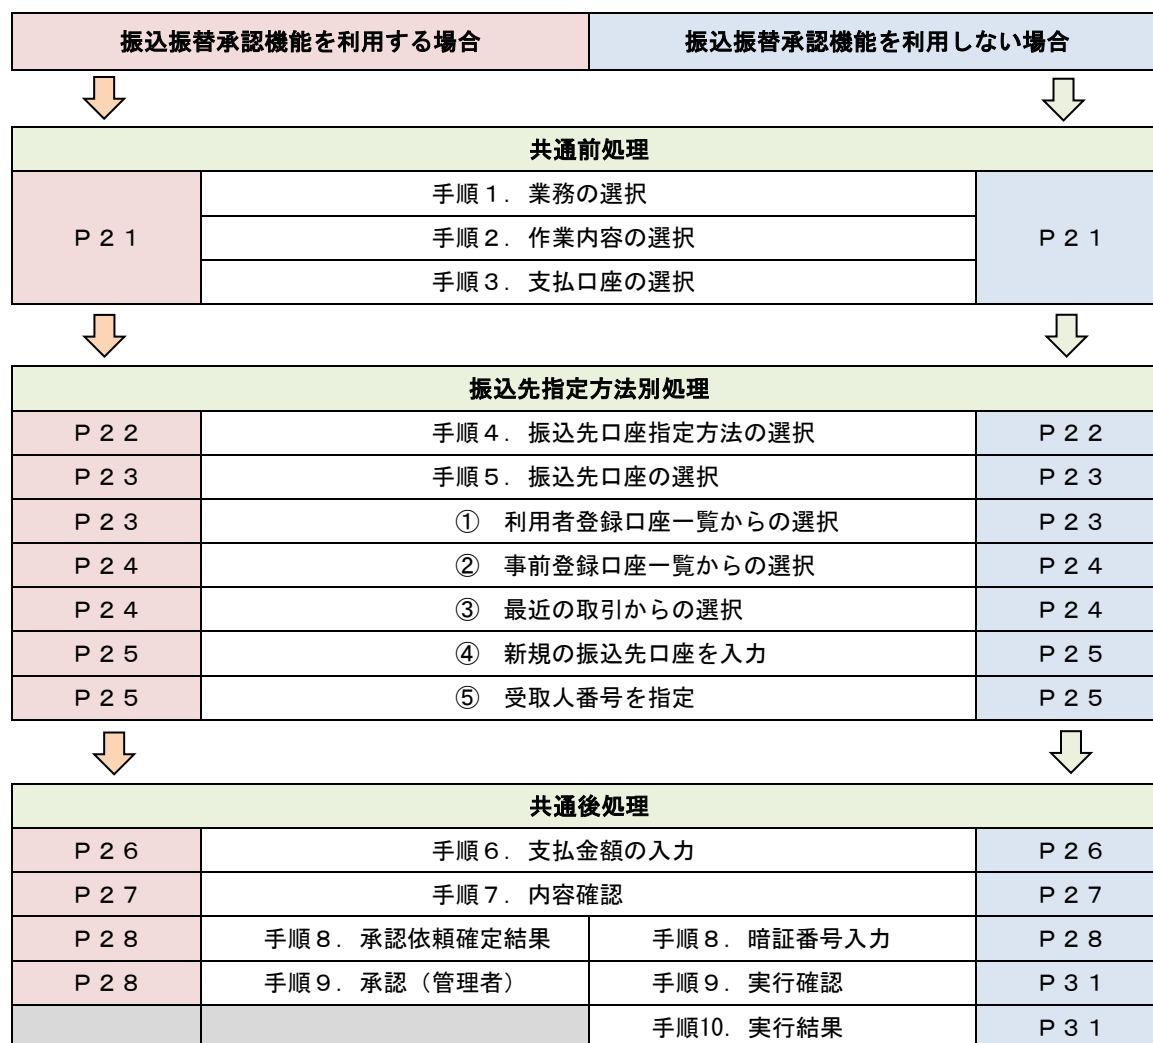 振込振替承認機能を利用する場合 振込振替承認機能を利用しない場合
共通前処理
手順１．業務の選択
Ｐ２１ 手順２．作業内容の選択 Ｐ２１
手順３．支払口座の選択
振込先指定方法別処理
Ｐ２２ 手順４．振込先口座指定方法の選択 Ｐ２２
Ｐ２３ 手順５．振込先口座の選択 Ｐ２３
Ｐ２３ ① 利用者登録口座一覧からの選択 Ｐ２３
Ｐ２４ ② 事前登録口座一覧からの選択 Ｐ２４
Ｐ２４ ③ 最近の取引からの選択 Ｐ２４
Ｐ２５ ④ 新規の振込先口座を入力 Ｐ２５
Ｐ２５ ⑤ 受取人番号を指定 Ｐ２５
共通後処理
Ｐ２６ 手順６．支払金額の入力 Ｐ２６
Ｐ２７ 手順７．内容確認 Ｐ２７
Ｐ２８ 手順８．承認依頼確定結果 手順８．暗証番号入力 Ｐ２８
Ｐ２８ 手順９．承認（管理者） 手順９．実行確認 Ｐ３１
手順10．実行結果 Ｐ３１